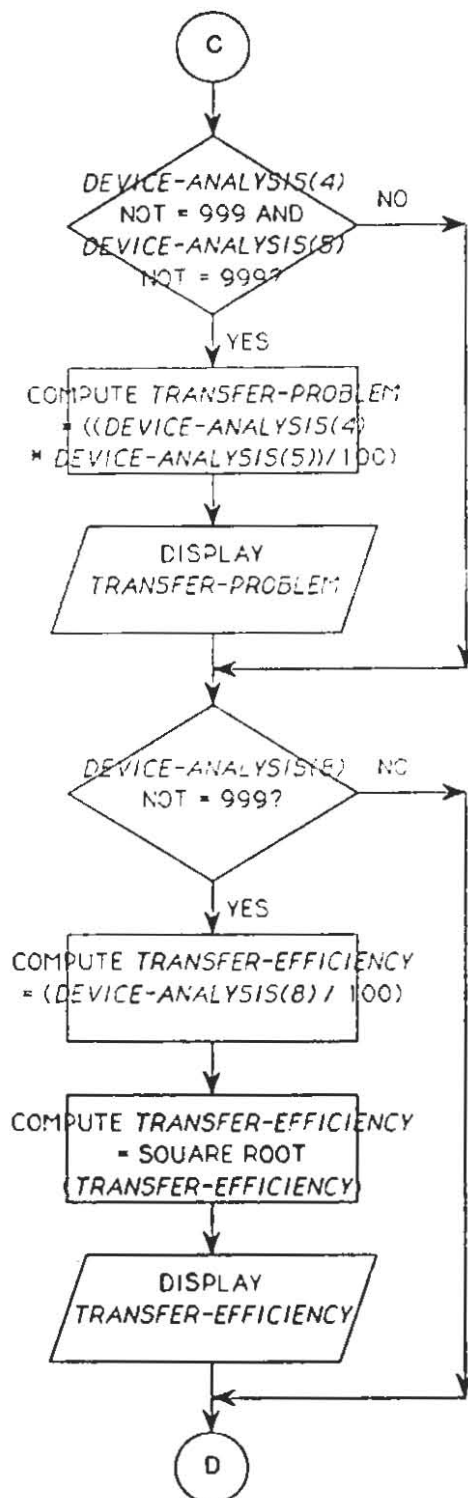 C
DEVICE-ANALYSIS(4)
NOT = 999 AND
DEVICE-ANALYSIS(5)
NOT = 999?
NO
YES
COMPUTE TRANSFER-PROBLEM
= ((DEVICE-ANALYSIS(4)
* DEVICE-ANALYSIS(5))/100)
DISPLAY
TRANSFER-PROBLEM
DEVICE-ANALYSIS(8)
NOT = 999?
NO
YES
COMPUTE TRANSFER-EFFICIENCY
= (DEVICE-ANALYSIS(8) / 100)
COMPUTE TRANSFER-EFFICIENCY
= SQUARE ROOT
(TRANSFER-EFFICIENCY)
DISPLAY
TRANSFER-EFFICIENCY
D